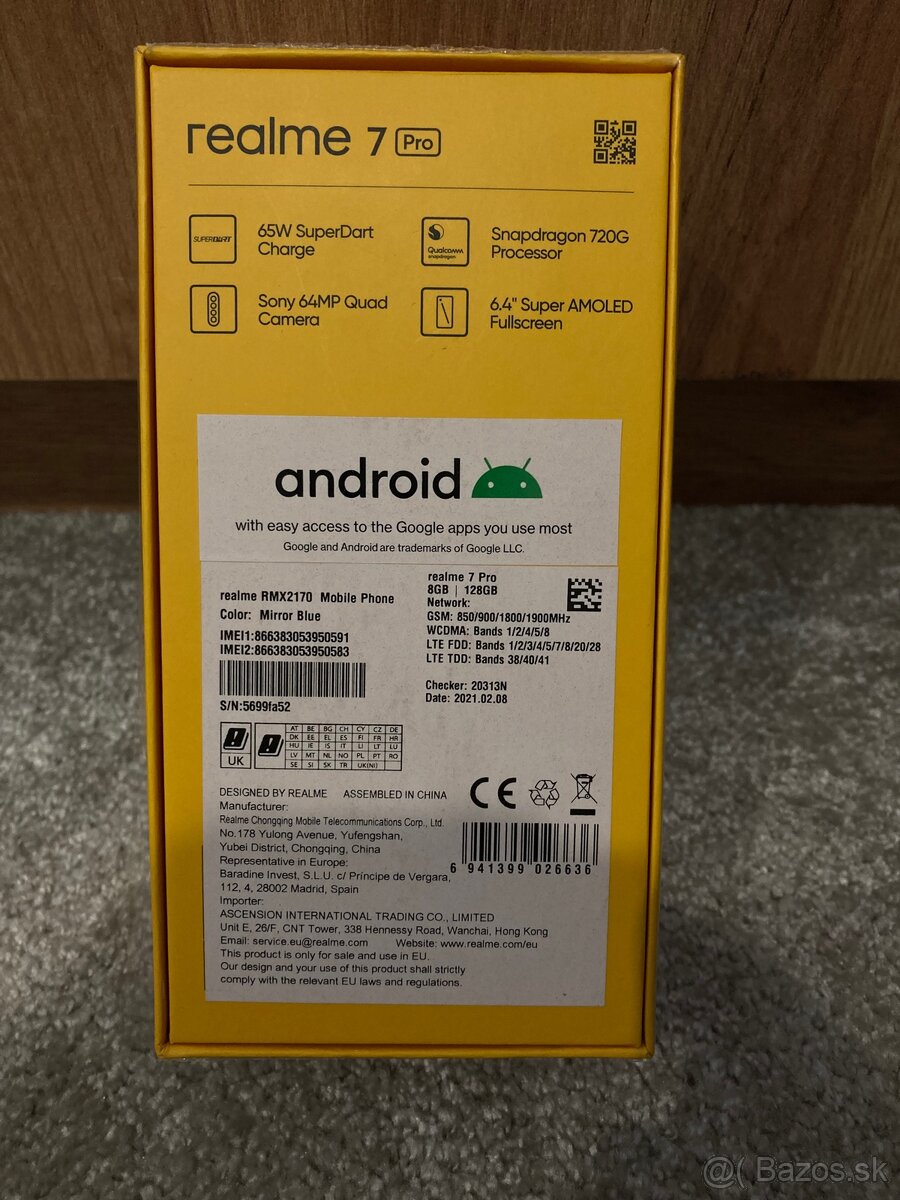 realme 7 Pro
SUPERDART
65W SuperDart
Charge
Qualcomm
snapdragon
Snapdragon 720G
Processor
Sony 64MP Quad
Camera
6.4" Super AMOLED
Fullscreen
android
with easy access to the Google apps you use most
Google and Android are trademarks of Google LLC.
realme RMX2170 Mobile Phone
Color: Mirror Blue
IMEI1:866383053950591
IMEI2:866383053950583
S/N:5699fa52
realme 7 Pro
8GB | 128GB
Network:
GSM: 850/900/1800/1900MHz
WCDMA: Bands 1/2/4/5/8
LTE FDD: Bands 1/2/3/4/5/7/8/20/28
LTE TDD: Bands 38/40/41
Checker: 20313N
Date: 2021.02.08
UK
AT BE BG CH CY CZ DE
DK EE EL ES FI FR HR
HU IE IS IT LI LT LU
LV MT NL NO PL PT RO
SE SI SK TR UK(NI)
DESIGNED BY REALME ASSEMBLED IN CHINA
Manufacturer:
Realme Chongqing Mobile Telecommunications Corp., Ltd.
No.178 Yulong Avenue, Yufengshan,
Yubei District, Chongqing, China
Representative in Europe:
Baradine Invest, S.L.U. c/ Príncipe de Vergara,
112, 4, 28002 Madrid, Spain
Importer:
ASCENSION INTERNATIONAL TRADING CO., LIMITED
Unit E, 26/F, CNT Tower, 338 Hennessy Road, Wanchai, Hong Kong
Email: service.eu@realme.com Website: www.realme.com/eu
This product is only for sale and use in EU.
Our design and your use of this product shall strictly
comply with the relevant EU laws and regulations.
CE
6 941399 026636
@( Bazos.sk